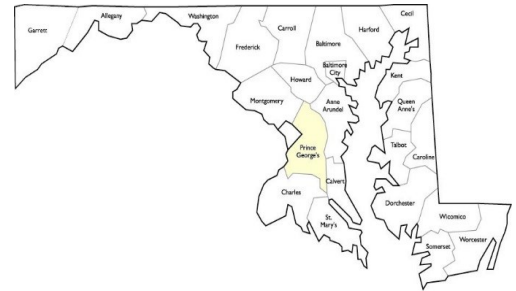 Garrett
Allegany
Washington
Frederick
Carroll
Baltimore
Harford
Cecil
Baltimore
City
Howard
Kent
Montgomery
Anne
Arundel
Queen
Anne's
Prince
George's
Talbot
Caroline
Calvert
Charles
Dorchester
St.
Mary's
Wicomico
Somerset
Worcester